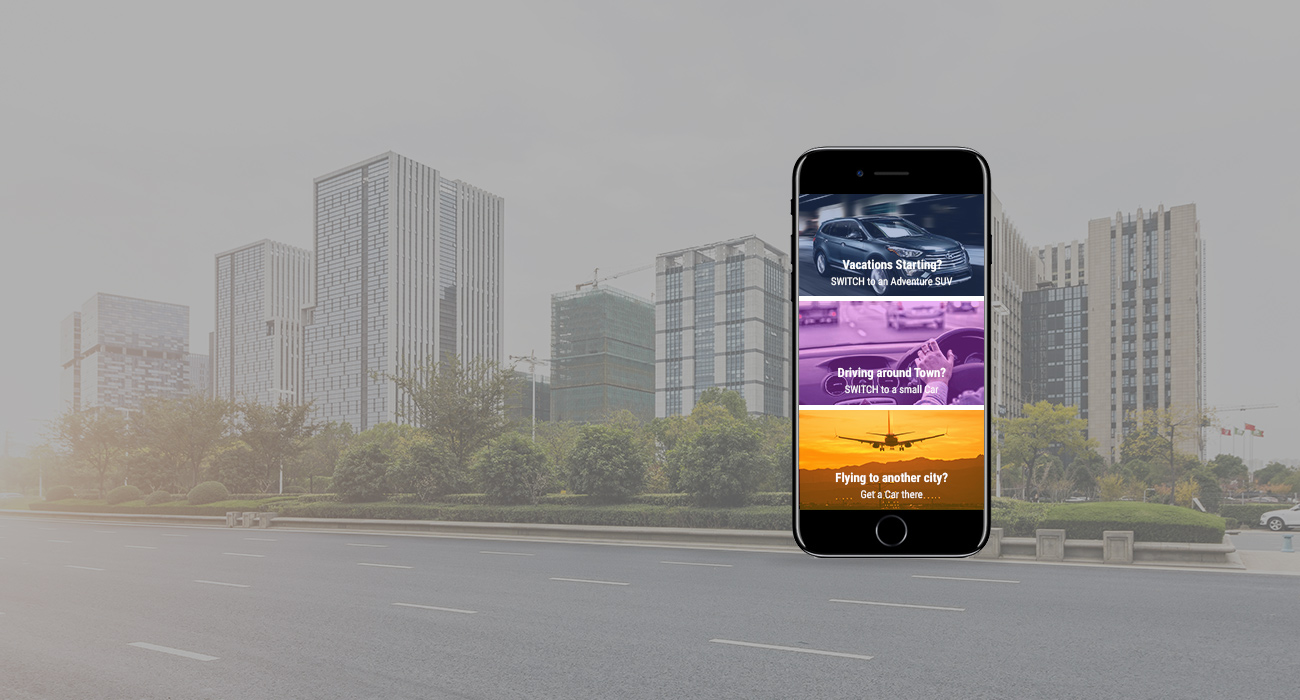 Vacations Starting?
SWITCH to an Adventure SUV
Driving around Town?
SWITCH to a small Car
Flying to another city?
Get a Car there.....